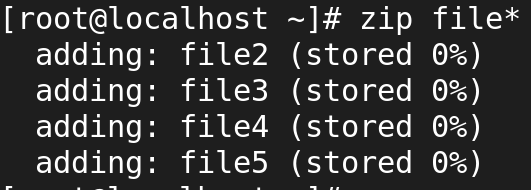 [root@localhost ~]# zip file*
  adding: file2 (stored 0%)
  adding: file3 (stored 0%)
  adding: file4 (stored 0%)
  adding: file5 (stored 0%)